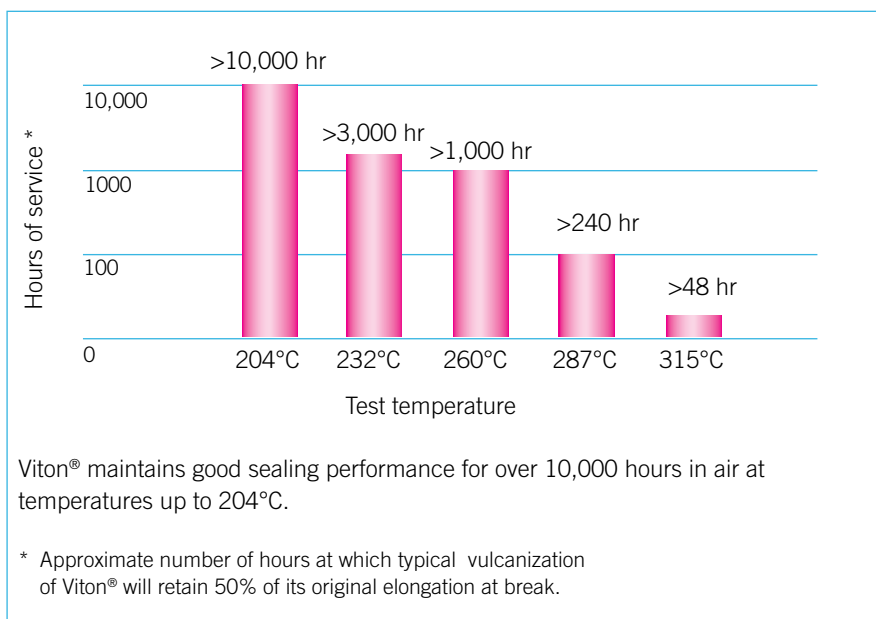 >10,000 hr
10,000
>3,000 hr
>1,000 hr
1000
>240 hr
100
>48 hr
0
Hours of service *
204°C 232°C 260°C 287°C 315°C
Test temperature
Viton® maintains good sealing performance for over 10,000 hours in air at
temperatures up to 204°C.
* Approximate number of hours at which typical vulcanization
of Viton® will retain 50% of its original elongation at break.